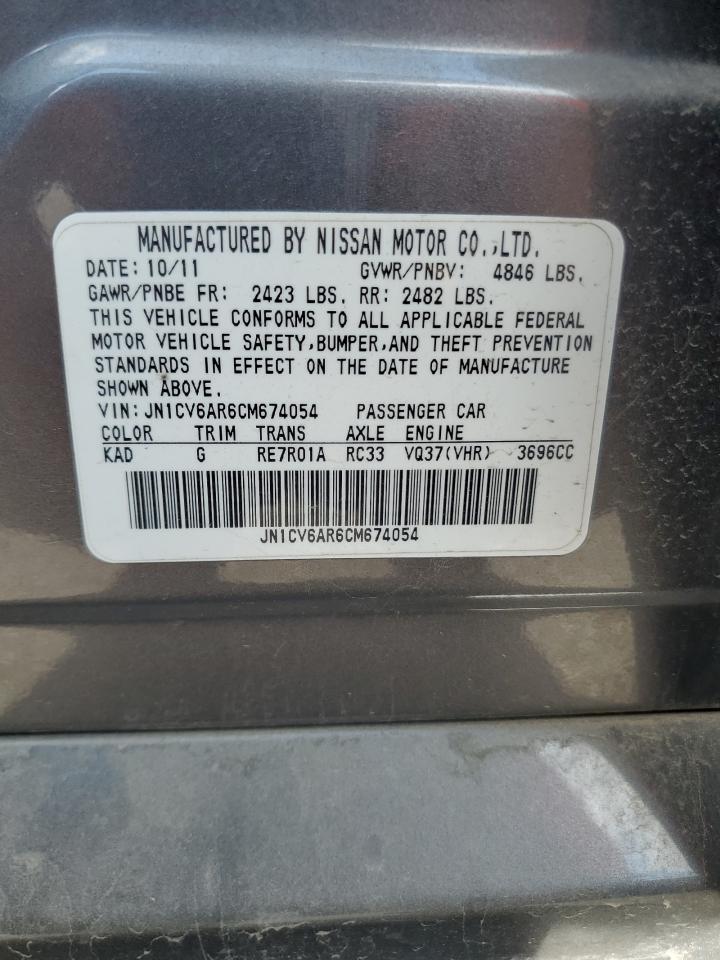 MANUFACTURED BY NISSAN MOTOR CO.,LTD.
DATE: 10/11 GVWR/PNBV: 4846 LBS.
GAWR/PNBE FR: 2423 LBS. RR: 2482 LBS.
THIS VEHICLE CONFORMS TO ALL APPLICABLE FEDERAL
MOTOR VEHICLE SAFETY,BUMPER,AND THEFT PREVENTION
STANDARDS IN EFFECT ON THE DATE OF MANUFACTURE
SHOWN ABOVE.
VIN: JN1CV6AR6CM674054 PASSENGER CAR
COLOR TRIM TRANS AXLE ENGINE
KAD G RE7R01A RC33 VQ37(VHR) 3696CC
JN1CV6AR6CM674054